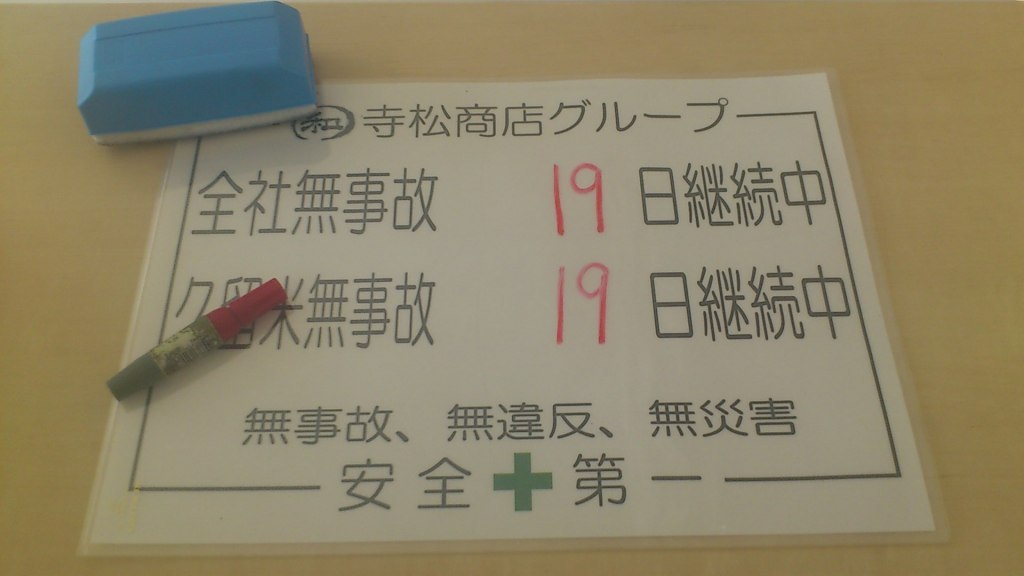 和 寺松商店グループ
全社無事故 19 日継続中
久留米無事故 19 日継続中
無事故、無違反、無災害
安全第一